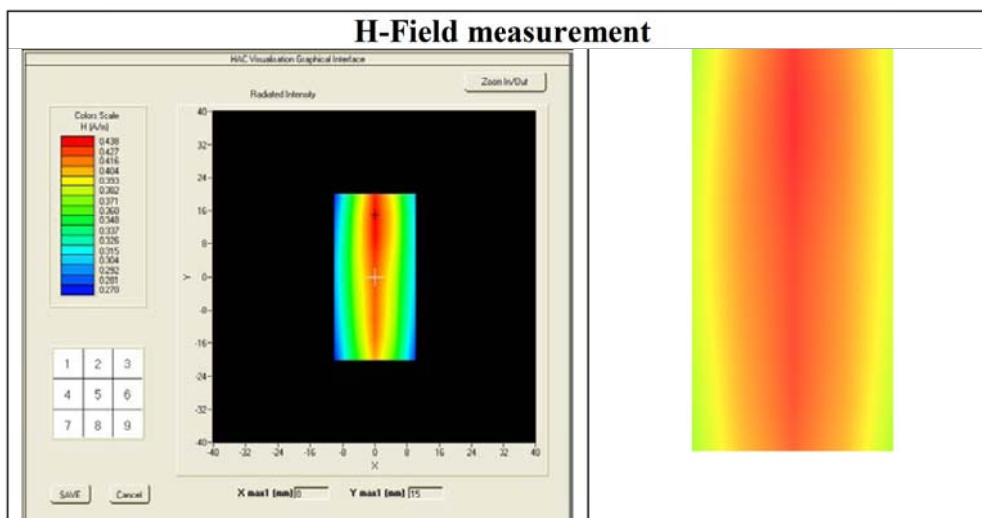 H-Field measurement
HAC Visualisation Graphical Interface
Zoom In/Out
Radiated Intensity
Colors Scale
H (A/m)
0.438
0.427
0.416
0.404
0.393
0.382
0.371
0.360
0.348
0.337
0.326
0.315
0.304
0.292
0.281
0.270
40
32
24
16
8
0
-8
-16
-24
-32
-40
Y
-40 -32 -24 -16 -8 0 8 16 24 32 40
X
1 2 3
4 5 6
7 8 9
SAVE Cancel X max1 (mm) 0 Y max1 (mm) 15